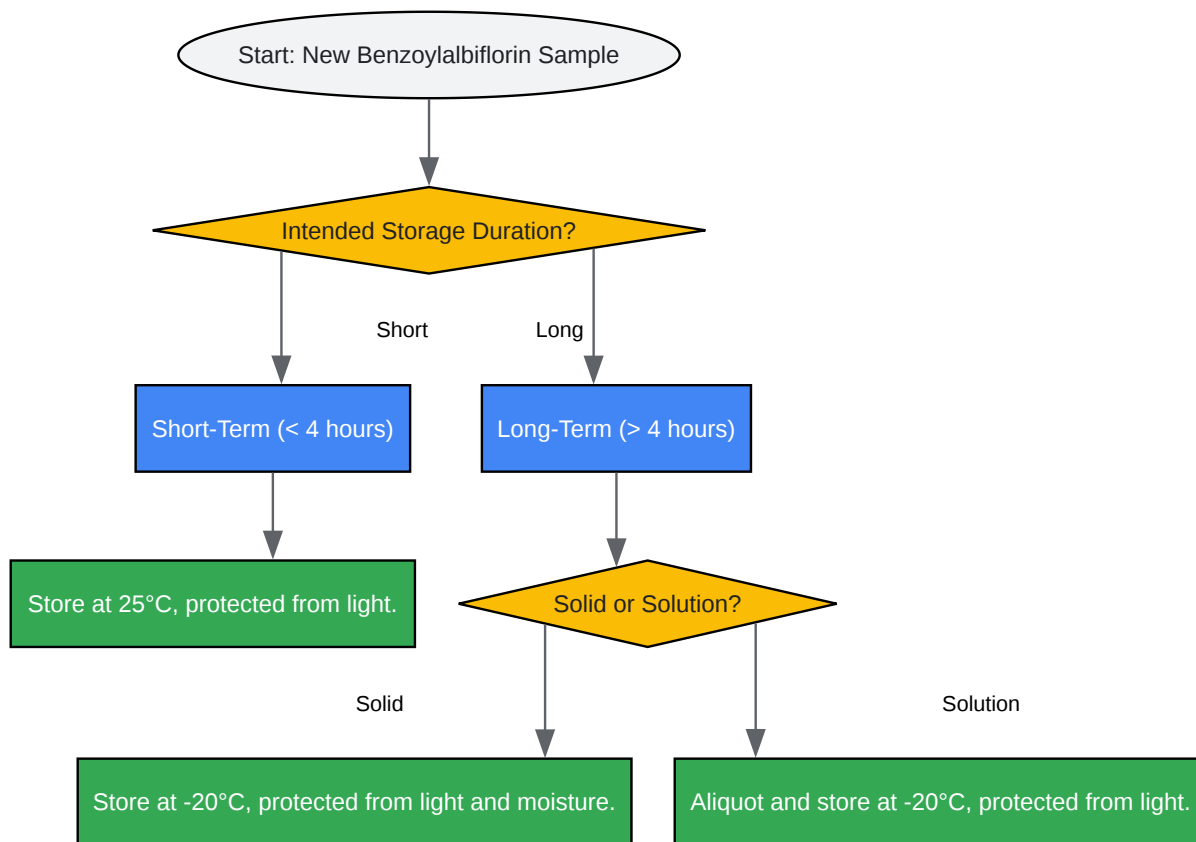 Start: New Benzoylalbiflorin Sample
Intended Storage Duration?
Short
Long
Short-Term (< 4 hours)
Long-Term (> 4 hours)
Store at 25°C, protected from light.
Solid or Solution?
Solid
Solution
Store at -20°C, protected from light and moisture.
Aliquot and store at -20°C, protected from light.